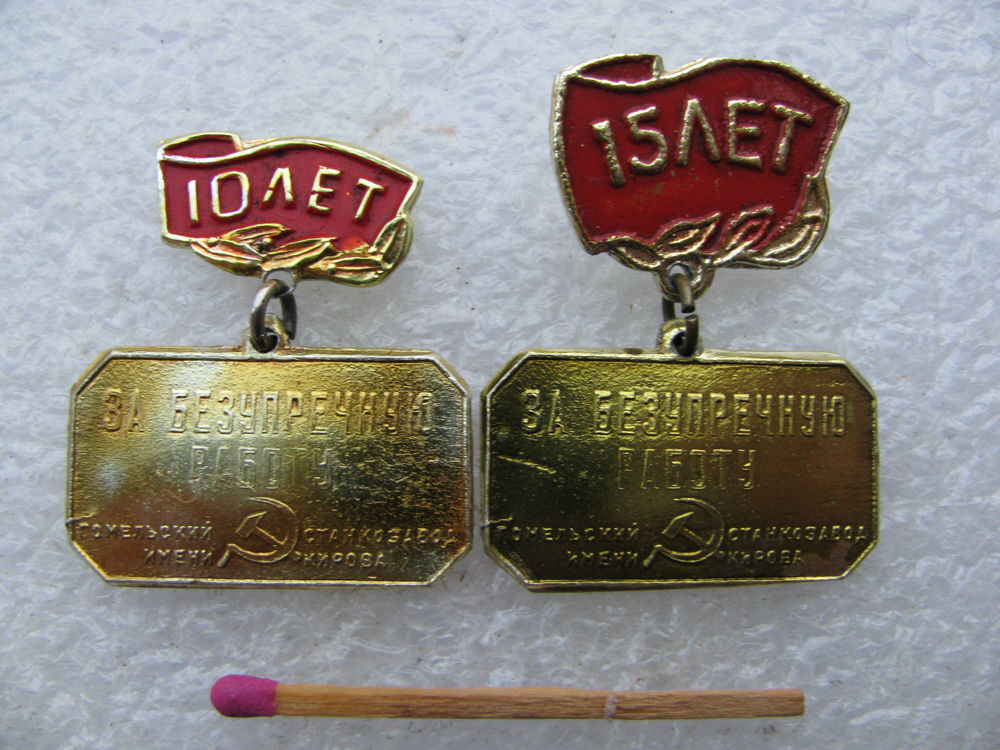 10 ЛЕТ
ЗА БЕЗУПРЕЧНУЮ
РАБОТУ
ГОМЕЛЬСКИЙ СТАНКОЗАВОД
ИМЕНИ КИРОВА
15 ЛЕТ
ЗА БЕЗУПРЕЧНУЮ
РАБОТУ
ГОМЕЛЬСКИЙ СТАНКОЗАВОД
ИМЕНИ КИРОВА